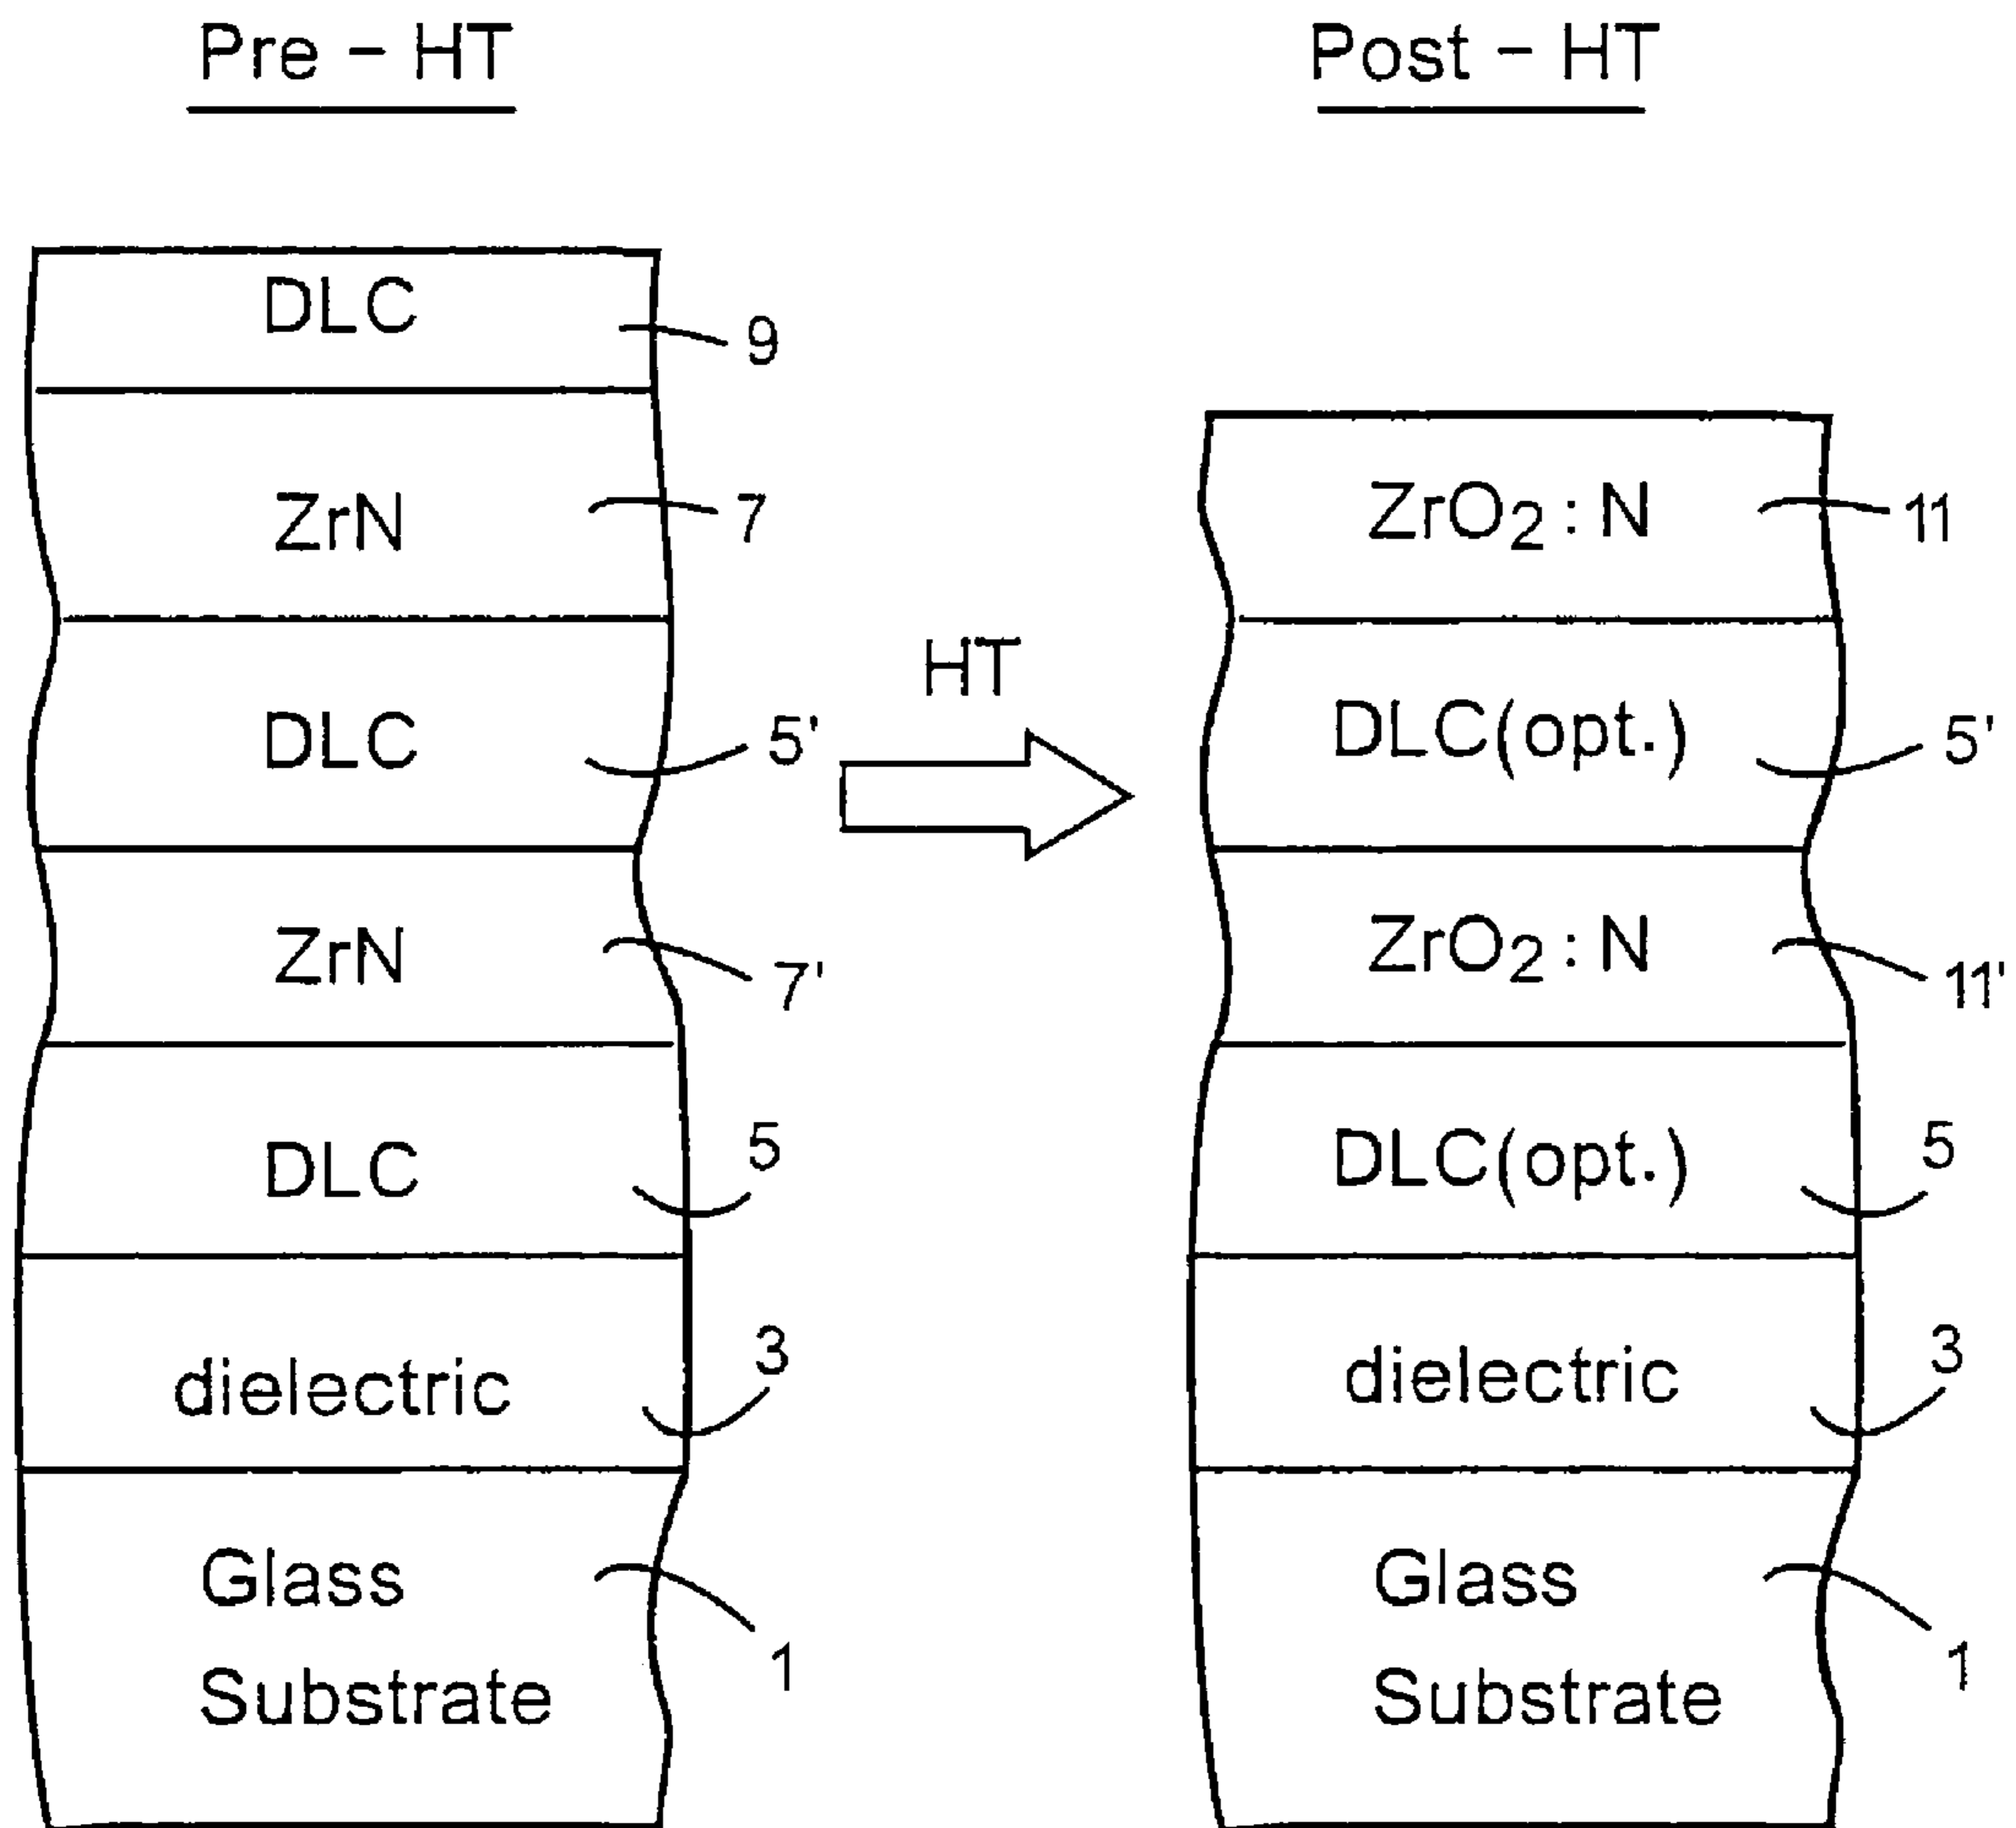 Pre – HT
DLC
9
ZrN
7
DLC
5'
ZrN
7'
DLC
5
dielectric
3
Glass
Substrate
1
HT
Post – HT
ZrO2 : N
11
DLC(opt.)
5'
ZrO2 : N
11'
DLC(opt.)
5
dielectric
3
Glass
Substrate
1